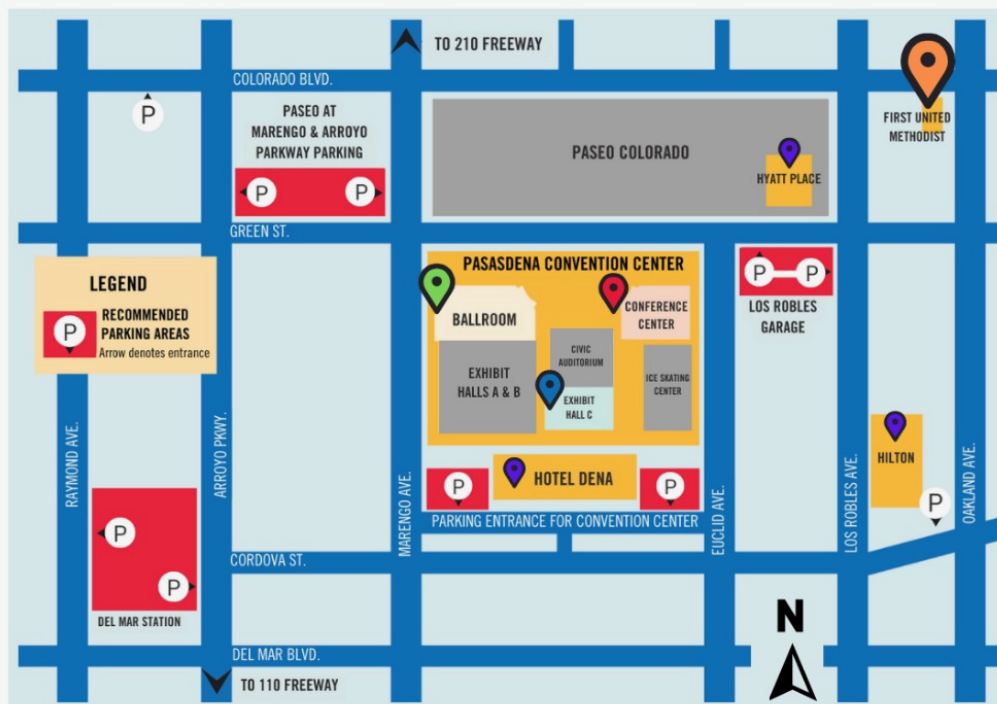 TO 210 FREEWAY
COLORADO BLVD.
P
PASEO AT
MARENGO & ARROYO
PARKWAY PARKING
P
P
PASEO COLORADO
HYATT PLACE
FIRST UNITED
METHODIST
GREEN ST.
LEGEND
P
RECOMMENDED
PARKING AREAS
Arrow denotes entrance
PASASDENA CONVENTION CENTER
BALLROOM
CONFERENCE
CENTER
EXHIBIT
HALLS A & B
CIVIC
AUDITORIUM
EXHIBIT
HALL C
ICE SKATING
CENTER
P
P
LOS ROBLES
GARAGE
RAYMOND AVE.
ARROYO PKWY.
MARENGO AVE.
EUCLID AVE.
LOS ROBLES AVE.
OAKLAND AVE.
HILTON
P
P
HOTEL DENA
P
PARKING ENTRANCE FOR CONVENTION CENTER
P
P
DEL MAR STATION
CORDOVA ST.
DEL MAR BLVD.
TO 110 FREEWAY
N